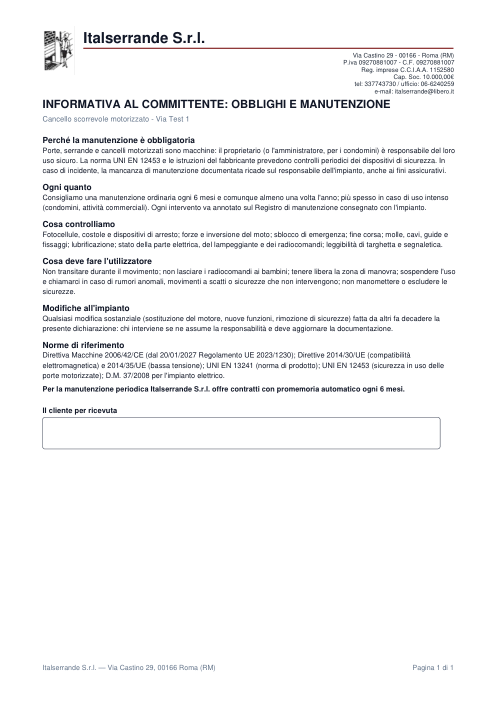 Italserrande S.r.l.
Via Castino 29 - 00166 - Roma (RM)
P.Iva 09270881007 - C.F. 09270881007
Reg. imprese C.C.I.A.A. 1152580
Cap. Soc. 10.000,00€
tel: 337743730 / ufficio: 06-6240259
e-mail: italserrande@libero.it
INFORMATIVA AL COMMITTENTE: OBBLIGHI E MANUTENZIONE
Cancello scorrevole motorizzato - Via Test 1
Perché la manutenzione è obbligatoria
Porte, serrande e cancelli motorizzati sono macchine: il proprietario (o l'amministratore, per i condomini) è responsabile del loro
uso sicuro. La norma UNI EN 12453 e le istruzioni del fabbricante prevedono controlli periodici dei dispositivi di sicurezza. In
caso di incidente, la mancanza di manutenzione documentata ricade sul responsabile dell'impianto, anche ai fini assicurativi.
Ogni quanto
Consigliamo una manutenzione ordinaria ogni 6 mesi e comunque almeno una volta l'anno; più spesso in caso di uso intenso
(condomini, attività commerciali). Ogni intervento va annotato sul Registro di manutenzione consegnato con l'impianto.
Cosa controlliamo
Fotocellule, costole e dispositivi di arresto; forze e inversione del moto; sblocco di emergenza; fine corsa; molle, cavi, guide e
fissaggi; lubrificazione; stato della parte elettrica, del lampeggiante e dei radiocomandi; leggibilità di targhetta e segnaletica.
Cosa deve fare l'utilizzatore
Non transitare durante il movimento; non lasciare i radiocomandi ai bambini; tenere libera la zona di manovra; sospendere l'uso
e chiamarci in caso di rumori anomali, movimenti a scatti o sicurezze che non intervengono; non manomettere o escludere le
sicurezze.
Modifiche all'impianto
Qualsiasi modifica sostanziale (sostituzione del motore, nuove funzioni, rimozione di sicurezze) fatta da altri fa decadere la
presente dichiarazione: chi interviene se ne assume la responsabilità e deve aggiornare la documentazione.
Norme di riferimento
Direttiva Macchine 2006/42/CE (dal 20/01/2027 Regolamento UE 2023/1230); Direttive 2014/30/UE (compatibilità
elettromagnetica) e 2014/35/UE (bassa tensione); UNI EN 13241 (norma di prodotto); UNI EN 12453 (sicurezza in uso delle
porte motorizzate); D.M. 37/2008 per l'impianto elettrico.
Per la manutenzione periodica Italserrande S.r.l. offre contratti con promemoria automatico ogni 6 mesi.
Il cliente per ricevuta
Italserrande S.r.l. — Via Castino 29, 00166 Roma (RM)
Pagina 1 di 1